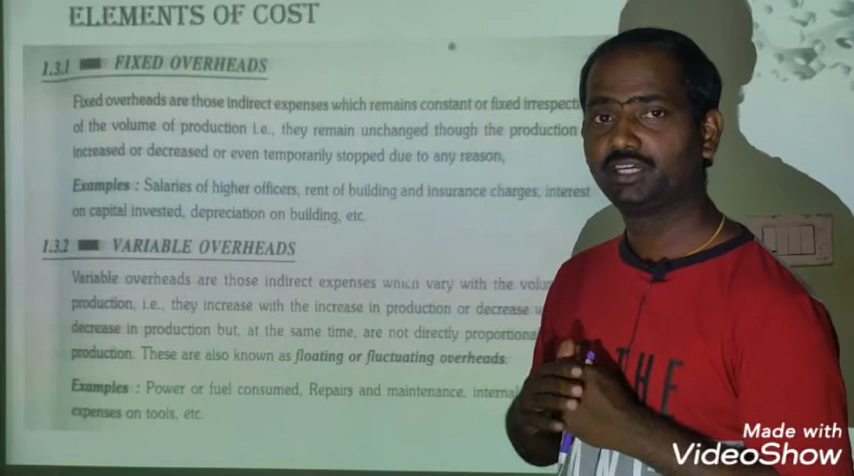 ELEMENTS OF COST
1.3.1 FIXED OVERHEADS
Fixed overheads are those indirect expenses which remains constant or fixed
of the volume of production i.e., they remain unchanged though the production
increased or decreased or even temporarily stopped due to any reason,
Examples : Salaries of higher officers, rent of building and insurance charges, interest
on capital invested, depreciation on building, etc.
1.3.2 VARIABLE OVERHEADS
Variable overheads are those indirect expenses which vary with the
production, i.e., they increase with the increase in production or decrease
decrease in production but, at the same time, are not directly
production. These are also known as floating or fluctuating overheads.
Examples : Power or fuel consumed, Repairs and maintenance,
expenses on tools, etc.
THE
Made with
VideoShow